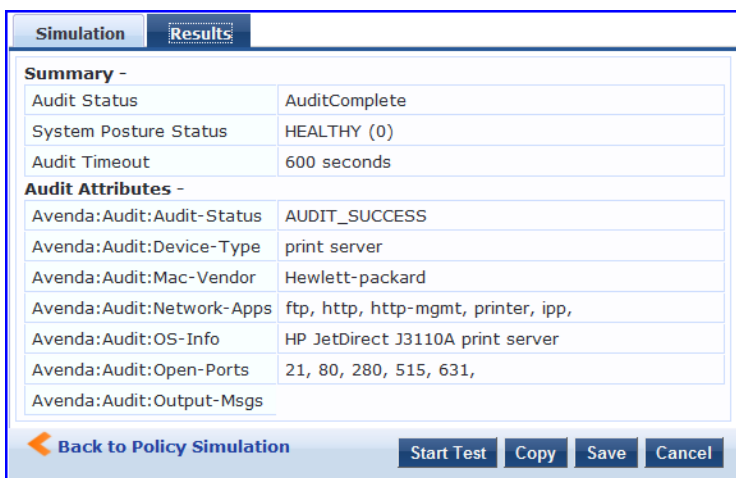 Simulation Results
Summary -
Audit Status AuditComplete
System Posture Status HEALTHY (0)
Audit Timeout 600 seconds
Audit Attributes -
Avenda:Audit:Audit-Status AUDIT_SUCCESS
Avenda:Audit:Device-Type print server
Avenda:Audit:Mac-Vendor Hewlett-packard
Avenda:Audit:Network-Apps ftp, http, http-mgmt, printer, ipp,
Avenda:Audit:OS-Info HP JetDirect J3110A print server
Avenda:Audit:Open-Ports 21, 80, 280, 515, 631,
Avenda:Audit:Output-Msgs
Back to Policy Simulation Start Test Copy Save Cancel